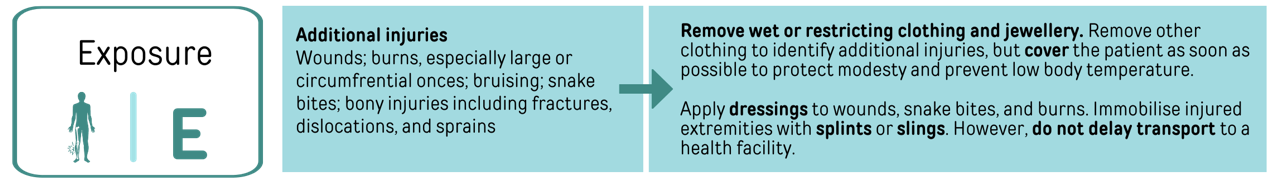 Exposure
E
Additional injuries
Wounds; burns, especially large or
circumfrential onces; bruising; snake
bites; bony injuries including fractures,
dislocations, and sprains
Remove wet or restricting clothing and jewellery. Remove other
clothing to identify additional injuries, but cover the patient as soon as
possible to protect modesty and prevent low body temperature.
Apply dressings to wounds, snake bites, and burns. Immobilise injured
extremities with splints or slings. However, do not delay transport to a
health facility.